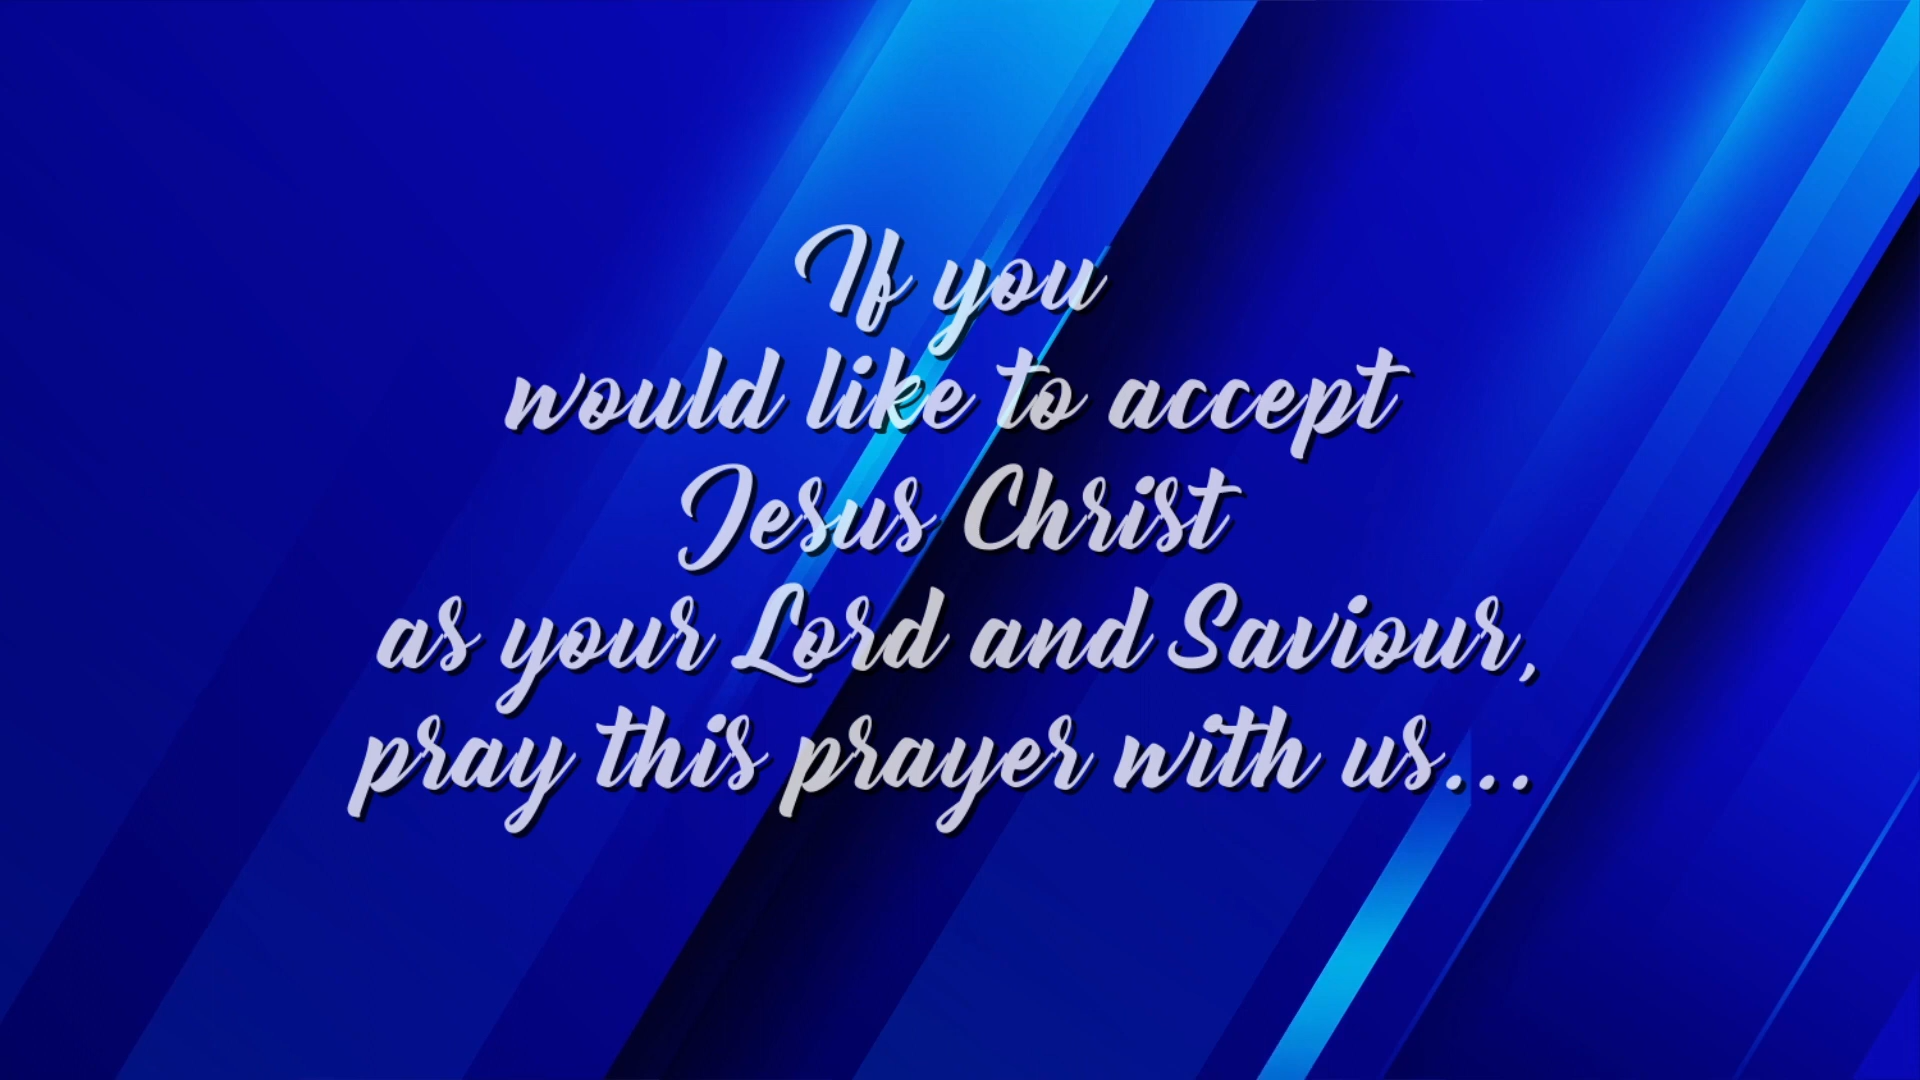 If you
would like to accept
Jesus Christ
as your Lord and Saviour,
pray this prayer with us...